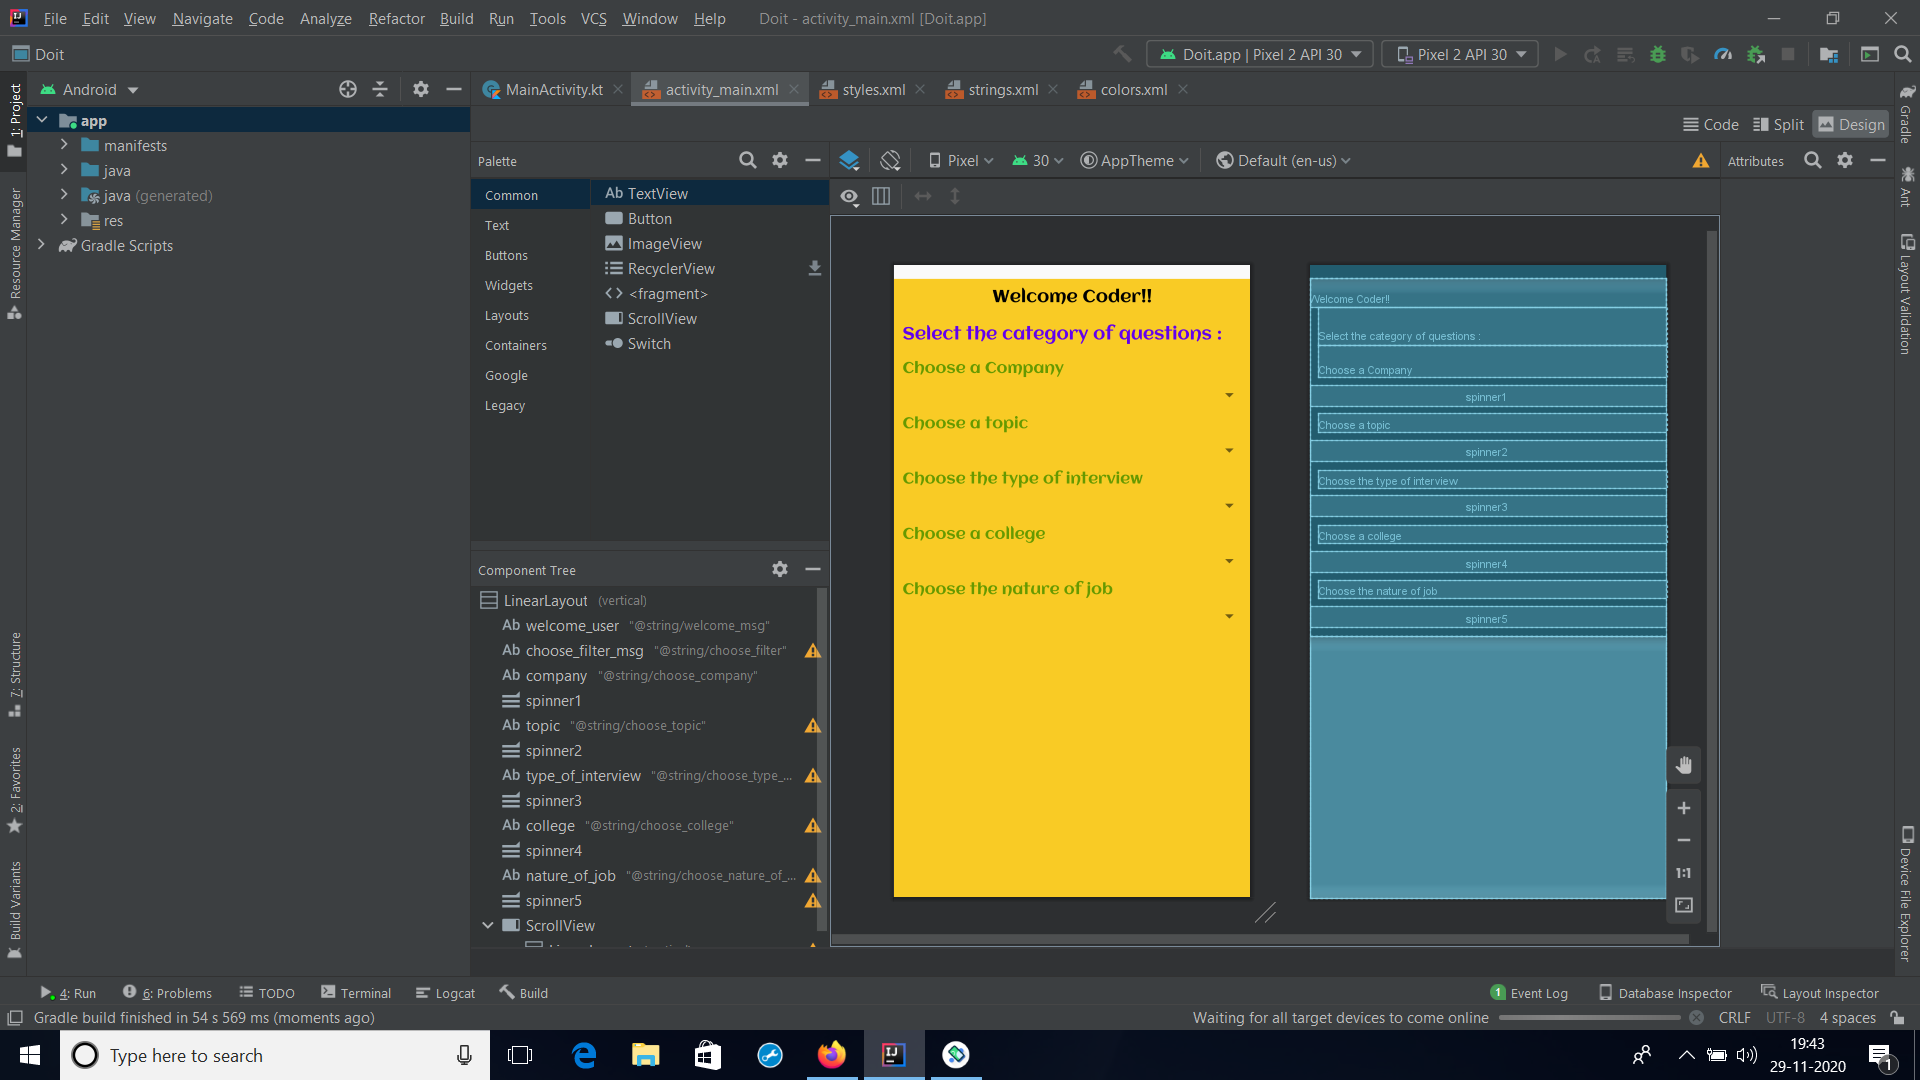 File Edit View Navigate Code Analyze Refactor Build Run Tools VCS Window Help Doit - activity_main.xml [Doit.app]
Doit
Doit.app | Pixel 2 API 30
Pixel 2 API 30
1: Project
Resource Manager
7: Structure
2: Favorites
Build Variants
Android
app
manifests
java
java (generated)
res
Gradle Scripts
MainActivity.kt activity_main.xml styles.xml strings.xml colors.xml
Code Split Design
Palette
Common
Text
Buttons
Widgets
Layouts
Containers
Google
Legacy
Ab TextView
Button
ImageView
RecyclerView
<fragment>
ScrollView
Switch
Pixel 30 AppTheme Default (en-us)
Attributes
Component Tree
LinearLayout (vertical)
Ab welcome_user "@string/welcome_msg"
Ab choose_filter_msg "@string/choose_filter"
Ab company "@string/choose_company"
spinner1
Ab topic "@string/choose_topic"
spinner2
Ab type_of_interview "@string/choose_type_...
spinner3
Ab college "@string/choose_college"
spinner4
Ab nature_of_job "@string/choose_nature_of_...
spinner5
ScrollView
Welcome Coder!!
Select the category of questions :
Choose a Company
Choose a topic
Choose the type of interview
Choose a college
Choose the nature of job
Welcome Coder!!
Select the category of questions :
Choose a Company
spinner1
Choose a topic
spinner2
Choose the type of interview
spinner3
Choose a college
spinner4
Choose the nature of job
spinner5
1:1
Gradle
Ant
Layout Validation
Device File Explorer
4: Run 6: Problems TODO Terminal Logcat Build
1 Event Log Database Inspector Layout Inspector
Gradle build finished in 54 s 569 ms (moments ago)
Waiting for all target devices to come online
CRLF UTF-8 4 spaces
Type here to search
IJ
19:43
29-11-2020
1